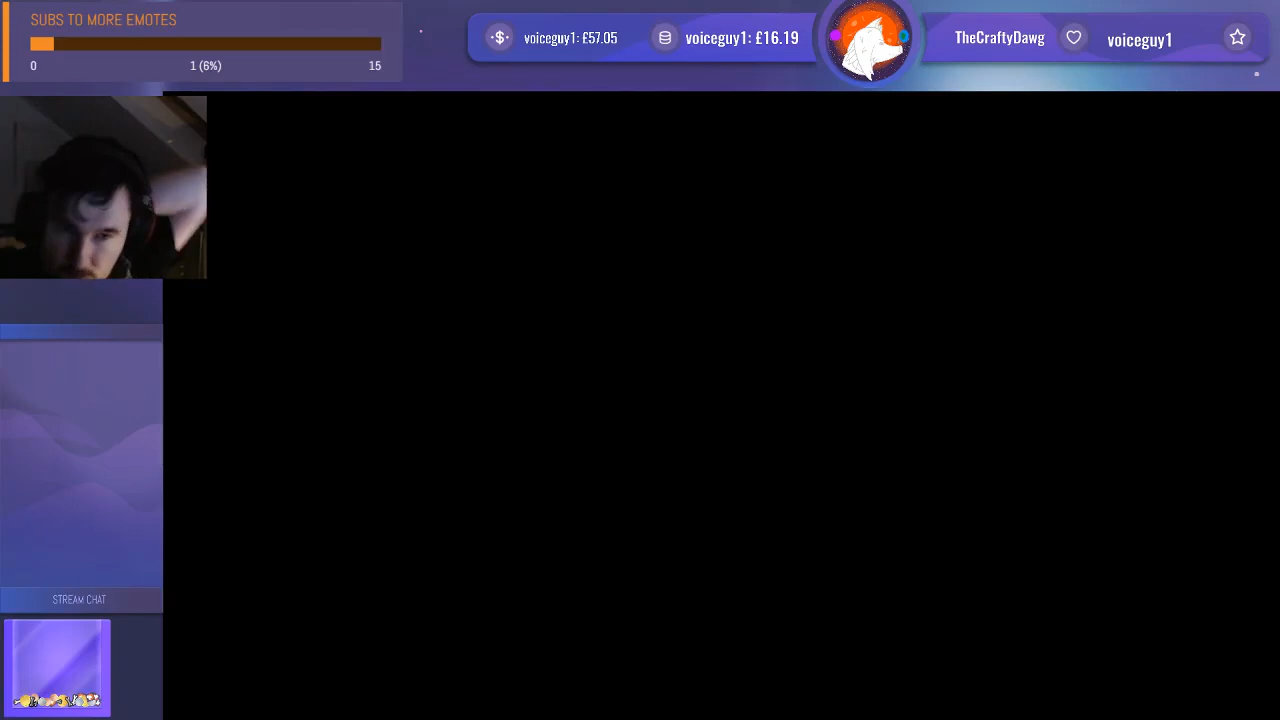 SUBS TO MORE EMOTES
0 1 (6%) 15
voiceguy1: £57.05
voiceguy1: £16.19
TheCraftyDawg
voiceguy1
STREAM CHAT